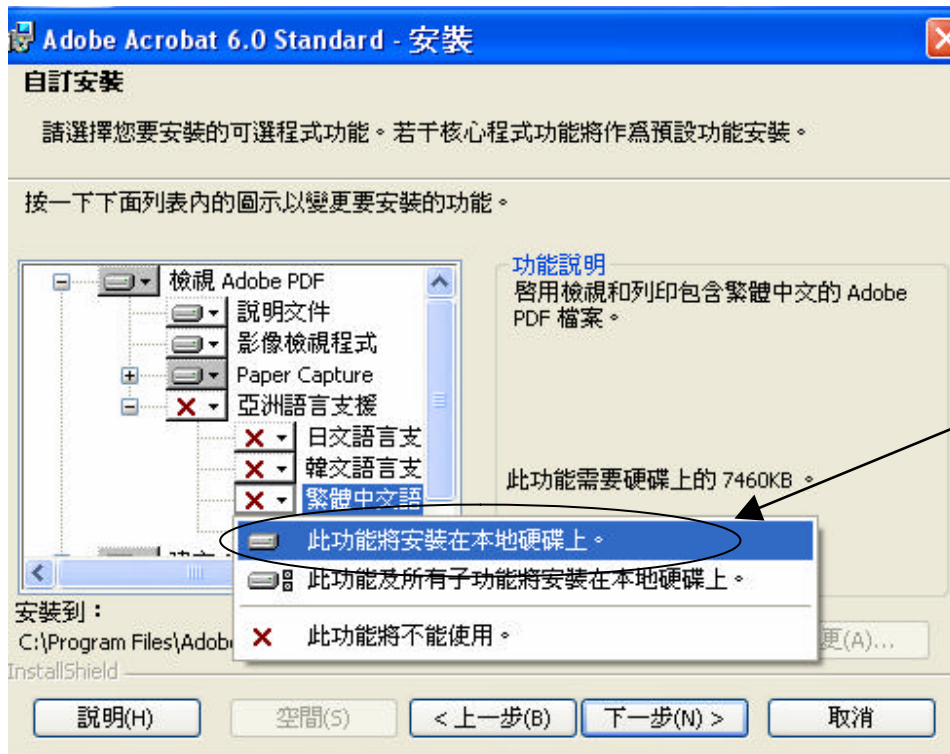 Adobe Acrobat 6.0 Standard - 安裝
自訂安裝
請選擇您要安裝的可選程式功能。若干核心程式功能將作爲預設功能安裝。
按一下下面列表內的圖示以變更要安裝的功能。
檢視 Adobe PDF
說明文件
影像檢視程式
Paper Capture
亞洲語言支援
日文語言支
韓文語言支
繁體中文語
功能說明
啓用檢視和列印包含繁體中文的 Adobe
PDF 檔案。
此功能需要硬碟上的 7460KB。
此功能將安裝在本地硬碟上。
此功能及所有子功能將安裝在本地硬碟上。
此功能將不能使用。
安裝到：
C:\Program Files\Adob
更(A)...
InstallShield
說明(H)
空間(S)
< 上一步(B)
下一步(N) >
取消